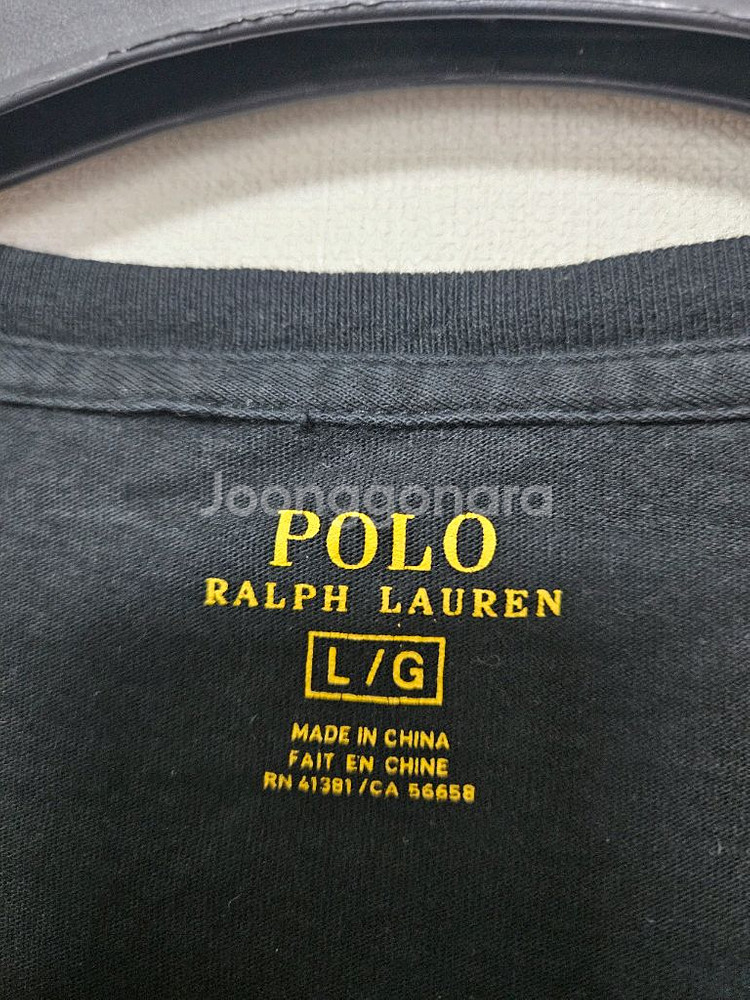 Joonggonara
POLO
RALPH LAUREN
L/G
MADE IN CHINA
FAIT EN CHINE
RN 41381 /CA 56658